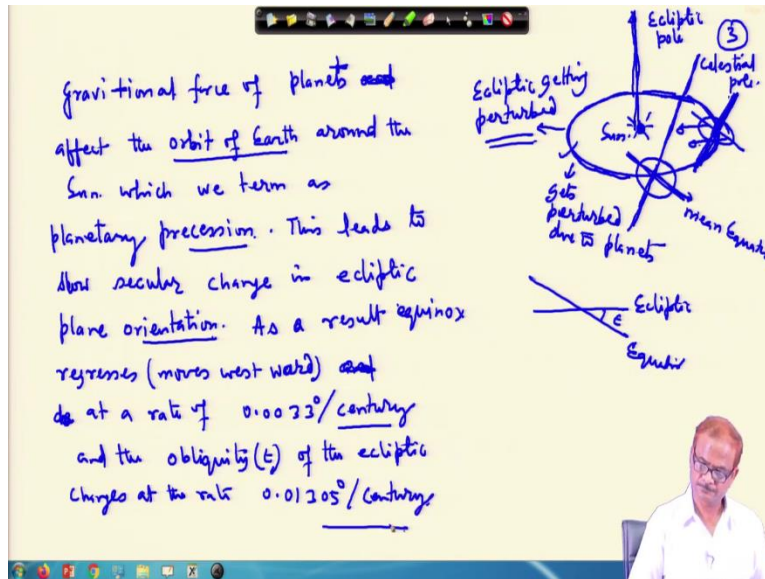 gravitional force of planets
affect the orbit of Earth around the
Sun. which we term as
planetary precession. This leads to
slow secular change in ecliptic
plane orientation. As a result equinox
regresses (moves west ward)
at a rate of 0.0033°/century
and the obliquity (ε) of the ecliptic
changes at the rate 0.01305°/century.
Ecliptic
pole
3
Celestial
pole.
Ecliptic getting
perturbed
Sun.
gets
perturbed
due to planets
mean Equator
Ecliptic
ε
Equator